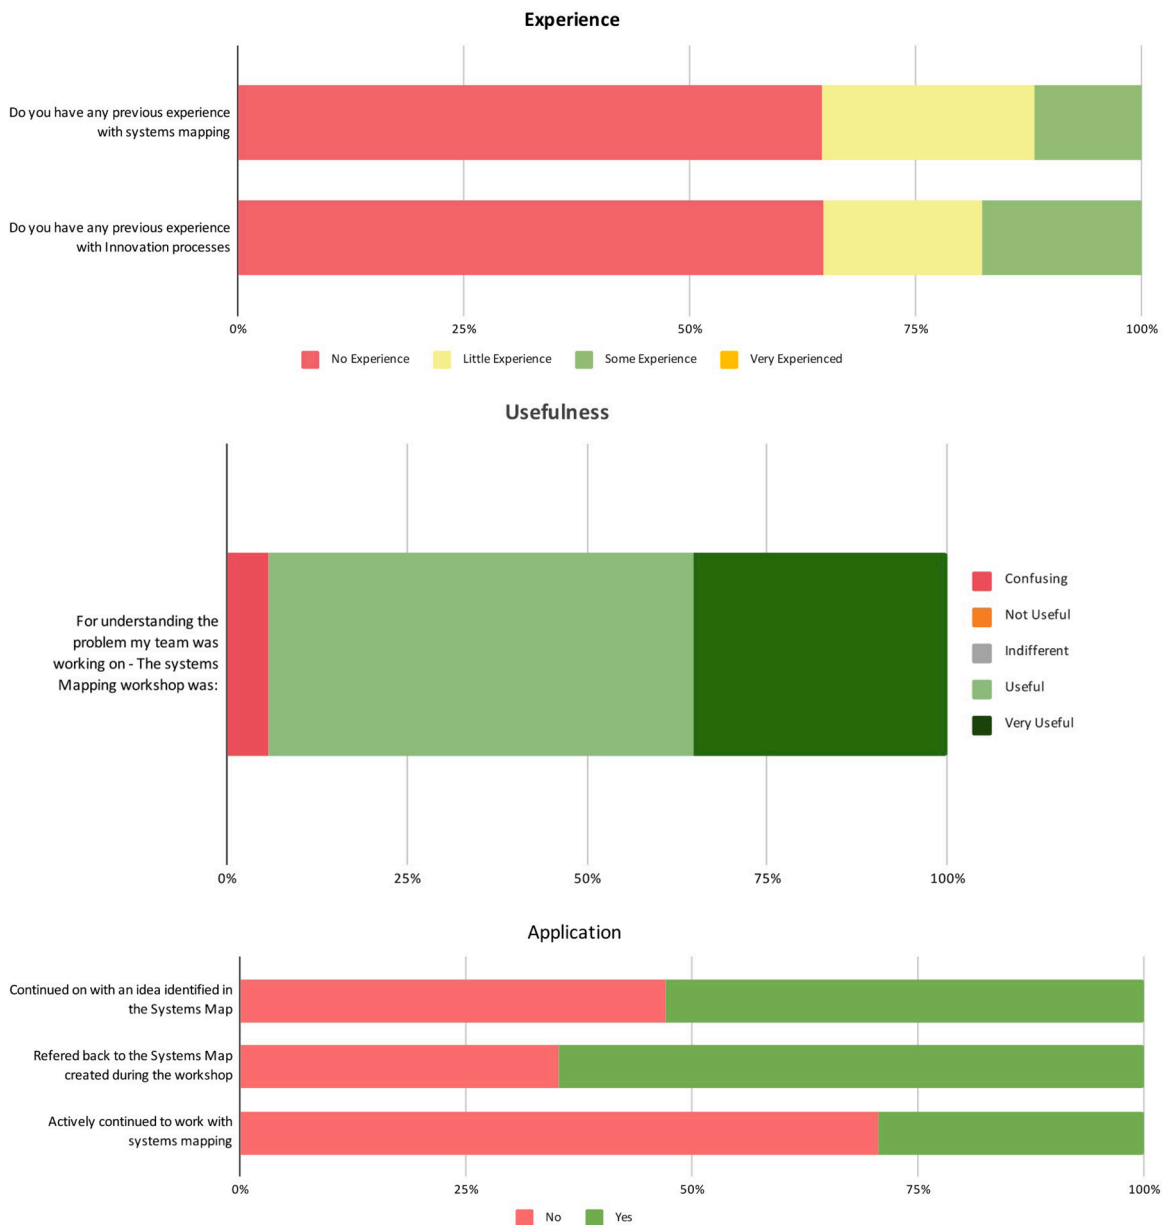 Experience
Do you have any previous experience
with systems mapping
Do you have any previous experience
with Innovation processes
0% 25% 50% 75% 100%
No Experience Little Experience Some Experience Very Experienced
Usefulness
For understanding the
problem my team was
working on - The systems
Mapping workshop was:
Confusing
Not Useful
Indifferent
Useful
Very Useful
0% 25% 50% 75% 100%
Application
Continued on with an idea identified in
the Systems Map
Refered back to the Systems Map
created during the workshop
Actively continued to work with
systems mapping
0% 25% 50% 75% 100%
No Yes